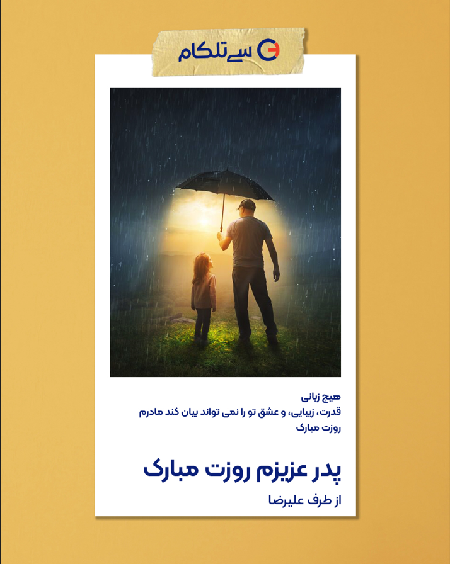 سی‌تلکام
هیج زبانی
قدرت، زیبایی، و عشق تو را نمی تواند بیان کند مادرم
روزت مبارک
پدر عزیزم روزت مبارک
از طرف علیرضا